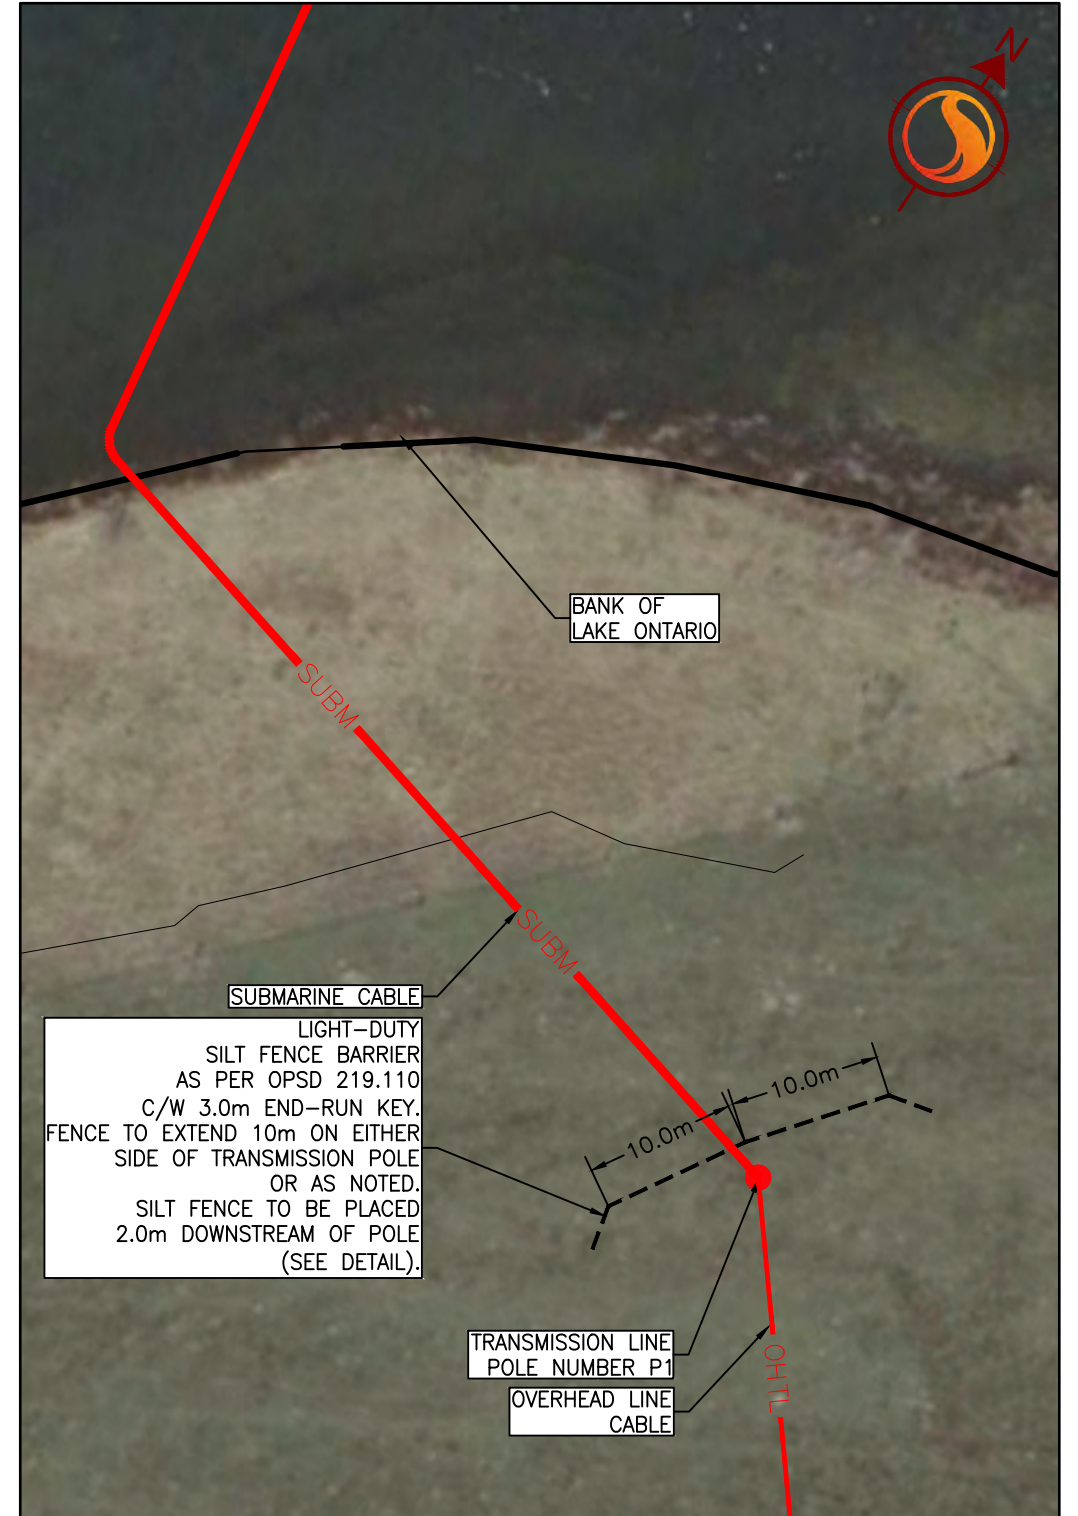 N
BANK OF
LAKE ONTARIO
SUBM
SUBM
SUBMARINE CABLE
LIGHT-DUTY
SILT FENCE BARRIER
AS PER OPSD 219.110
C/W 3.0m END-RUN KEY.
FENCE TO EXTEND 10m ON EITHER
SIDE OF TRANSMISSION POLE
OR AS NOTED.
SILT FENCE TO BE PLACED
2.0m DOWNSTREAM OF POLE
(SEE DETAIL).
10.0m
10.0m
TRANSMISSION LINE
POLE NUMBER P1
OVERHEAD LINE
CABLE
OHTL